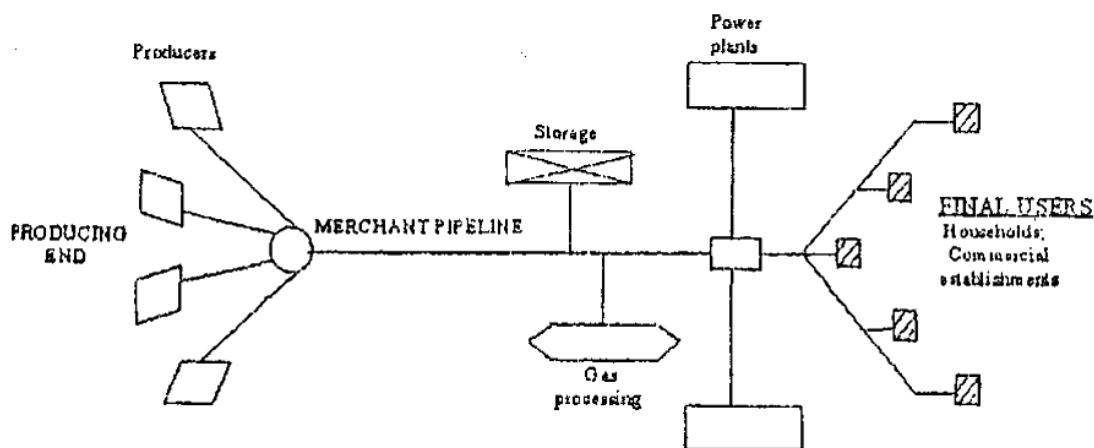 Producers
Power
plants
Storage
PRODUCING
END
MERCHANT PIPELINE
FINAL USERS
Households;
Commercial
establishments
Gas
processing